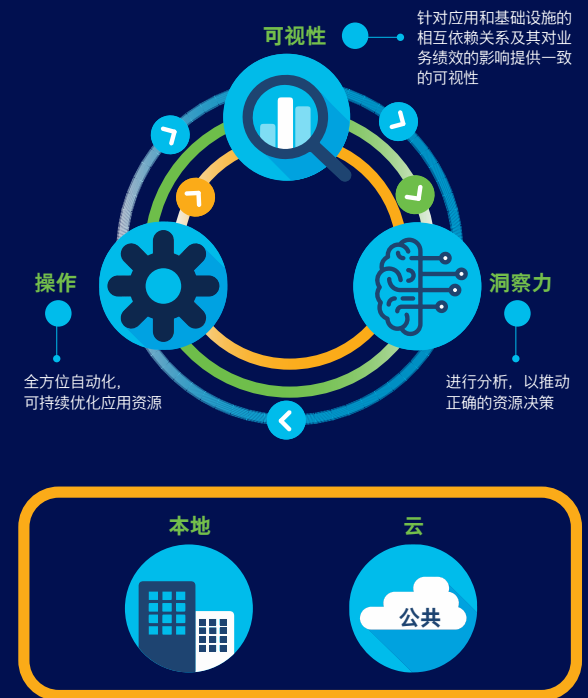 可视性
针对应用和基础设施的
相互依赖关系及其对业
务绩效的影响提供一致
的可视性
操作
全方位自动化，
可持续优化应用资源
洞察力
进行分析，以推动
正确的资源决策
本地
云
公共